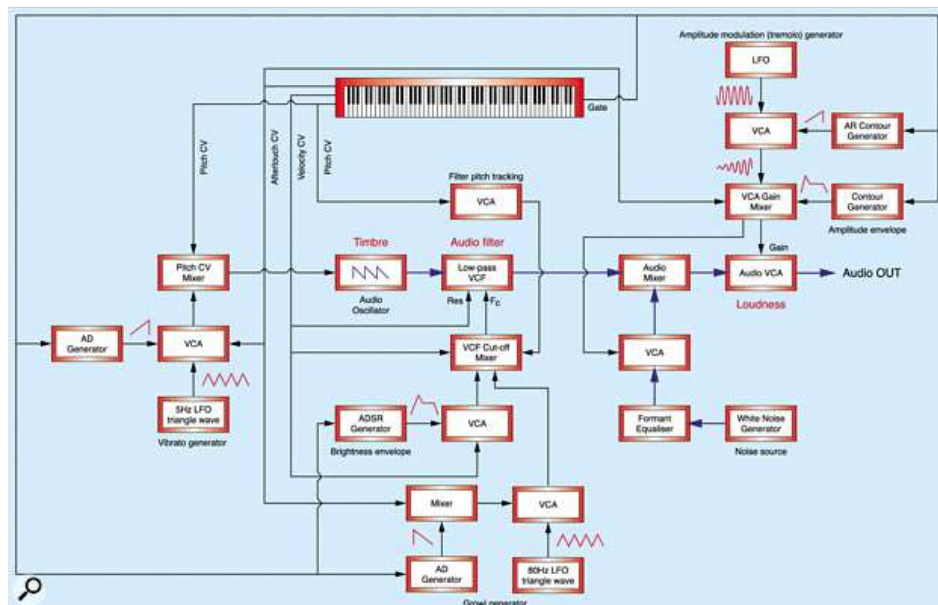 Amplitude modulation (tremolo) generator
LFO
Gate
VCA
AR Contour
Generator
Pitch CV
Aftertouch CV
Velocity CV
Pitch CV
Filter pitch tracking
VCA
VCA Gain
Mixer
Contour
Generator
Amplitude envelope
Gain
Timbre
Audio filter
Pitch CV
Mixer
Low-pass
VCF
Audio
Mixer
Audio VCA
Audio OUT
Audio
Oscillator
Loudness
Res
Fc
AD
Generator
VCA
VCF Cut-off
Mixer
VCA
5Hz LFO
triangle wave
Vibrato generator
ADSR
Generator
Brightness envelope
VCA
Formant
Equaliser
White Noise
Generator
Noise source
Mixer
VCA
AD
Generator
80Hz LFO
triangle wave
Growl generator